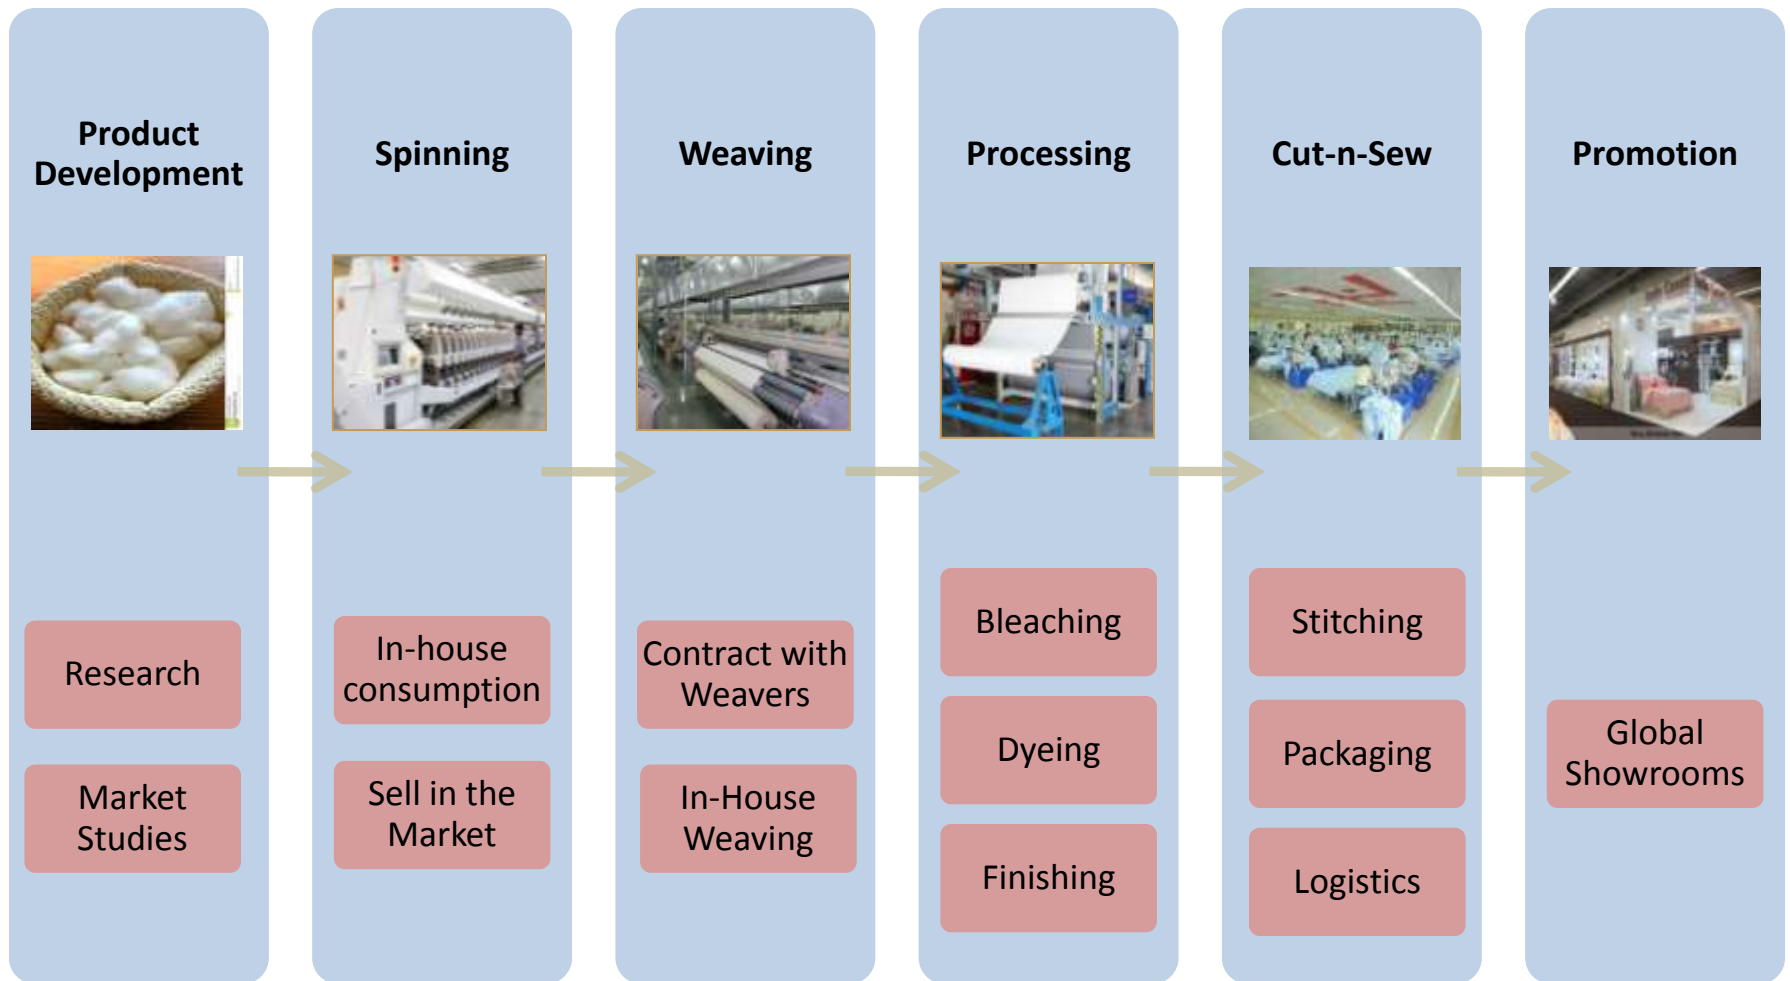 Product
Development
Spinning
Weaving
Processing
Cut-n-Sew
Promotion
Research
Market
Studies
In-house
consumption
Sell in the
Market
Contract with
Weavers
In-House
Weaving
Bleaching
Dyeing
Finishing
Stitching
Packaging
Logistics
Global
Showrooms